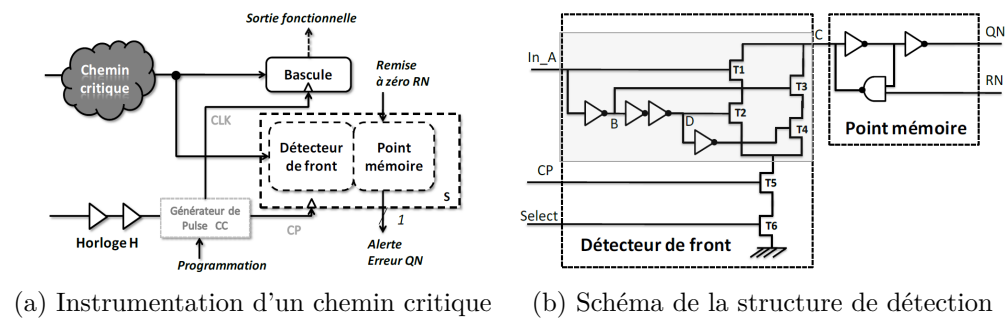 Sortie fonctionnelle
Chemin
critique
Bascule
Remise
à zéro RN
CLK
Détecteur
de front
Point
mémoire
S
Générateur de
Pulse CC
CP
1
Horloge H
Programmation
Alerte
Erreur QN
(a) Instrumentation d'un chemin critique
In_A
B
D
C
T1
T2
T3
T4
T5
T6
CP
Select
Détecteur de front
QN
RN
Point mémoire
(b) Schéma de la structure de détection